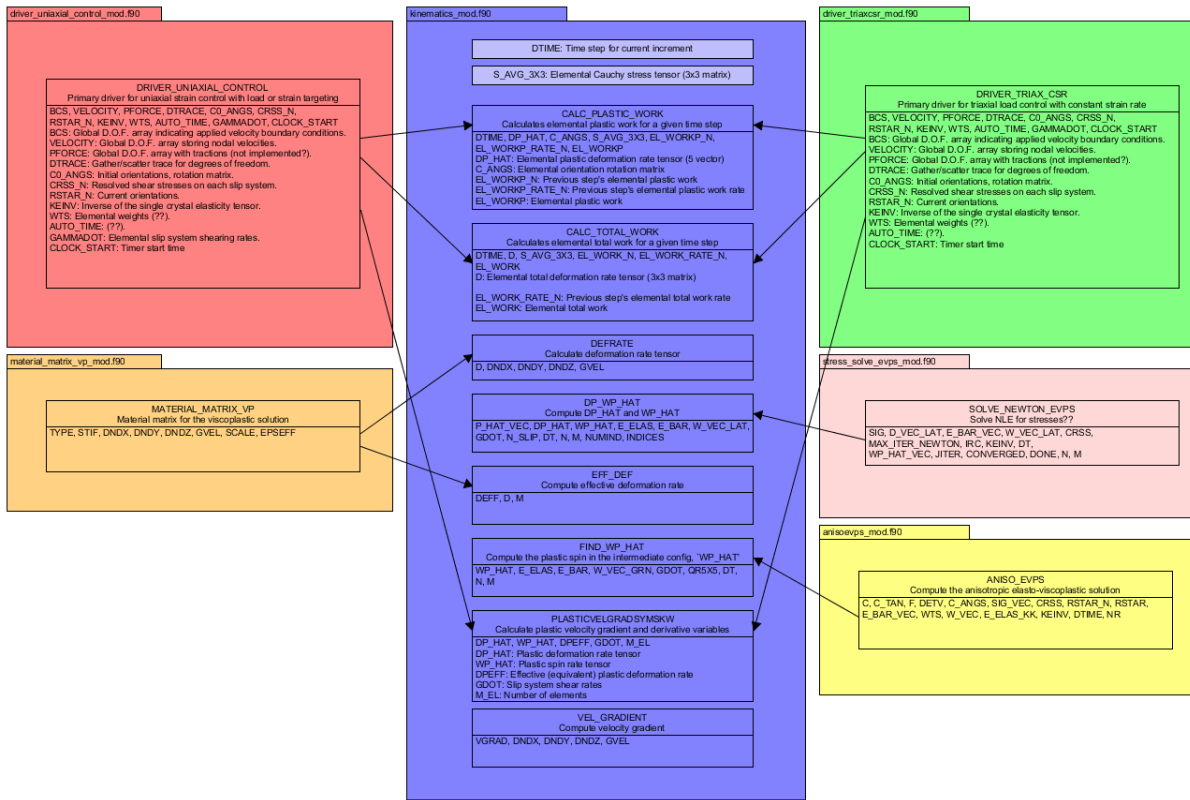 driver_uniaxial_control_mod.f90
DRIVER_UNIAXIAL_CONTROL
Primary driver for uniaxial strain control with load or strain targeting
BCS, VELOCITY, PFORCE, DTRACE, C0_ANGS, CRSS_N,
RSTAR_N, KEINV, WTS, AUTO_TIME, GAMMADOT, CLOCK_START
BCS: Global D.O.F. array indicating applied velocity boundary conditions.
VELOCITY: Global D.O.F. array storing nodal velocities.
PFORCE: Global D.O.F. array with tractions (not implemented?).
DTRACE: Gather/scatter trace for degrees of freedom.
C0_ANGS: Initial orientations, rotation matrix.
CRSS_N: Resolved shear stresses on each slip system.
RSTAR_N: Current orientations.
KEINV: Inverse of the single crystal elasticity tensor.
WTS: Elemental weights (??).
AUTO_TIME: (??).
GAMMADOT: Elemental slip system shearing rates.
CLOCK_START: Timer start time
material_matrix_vp_mod.f90
MATERIAL_MATRIX_VP
Material matrix for the viscoplastic solution
TYPE, STIF, DNDX, DNDY, DNDZ, GVEL, SCALE, EPSEFF
kinematics_mod.f90
DTIME: Time step for current increment
S_AVG_3X3: Elemental Cauchy stress tensor (3x3 matrix)
CALC_PLASTIC_WORK
Calculates elemental plastic work for a given time step
DTIME, DP_HAT, C_ANGS, S_AVG_3X3, EL_WORKP_N,
EL_WORKP_RATE_N, EL_WORKP
DP_HAT: Elemental plastic deformation rate tensor (5 vector)
C_ANGS: Elemental orientation rotation matrix
EL_WORKP_N: Previous step's elemental plastic work
EL_WORKP_RATE_N: Previous step's elemental plastic work rate
EL_WORKP: Elemental plastic work
CALC_TOTAL_WORK
Calculates elemental total work for a given time step
DTIME, D, S_AVG_3X3, EL_WORK_N, EL_WORK_RATE_N,
EL_WORK
D: Elemental total deformation rate tensor (3x3 matrix)
EL_WORK_RATE_N: Previous step's elemental total work rate
EL_WORK: Elemental total work
DEFRATE
Calculate deformation rate tensor
D, DNDX, DNDY, DNDZ, GVEL
DP_WP_HAT
Compute DP_HAT and WP_HAT
P_HAT_VEC, DP_HAT, WP_HAT, E_ELAS, E_BAR, W_VEC_LAT,
GDOT, N_SLIP, DT, N, M, NUMIND, INDICES
EFF_DEF
Compute effective deformation rate
DEFF, D, M
FIND_WP_HAT
Compute the plastic spin in the intermediate config, `WP_HAT'
WP_HAT, E_ELAS, E_BAR, W_VEC_GRN, GDOT, QR5X5, DT,
N, M
PLASTICVELGRADSYMSKW
Calculate plastic velocity gradient and derivative variables
DP_HAT, WP_HAT, DPEFF, GDOT, M_EL
DP_HAT: Plastic deformation rate tensor
WP_HAT: Plastic spin rate tensor
DPEFF: Effective (equivalent) plastic deformation rate
GDOT: Slip system shear rates
M_EL: Number of elements
VEL_GRADIENT
Compute velocity gradient
VGRAD, DNDX, DNDY, DNDZ, GVEL
driver_triaxcsr_mod.f90
DRIVER_TRIAX_CSR
Primary driver for triaxial load control with constant strain rate
BCS, VELOCITY, PFORCE, DTRACE, C0_ANGS, CRSS_N,
RSTAR_N, KEINV, WTS, AUTO_TIME, GAMMADOT, CLOCK_START
BCS: Global D.O.F. array indicating applied velocity boundary conditions.
VELOCITY: Global D.O.F. array storing nodal velocities.
PFORCE: Global D.O.F. array with tractions (not implemented?).
DTRACE: Gather/scatter trace for degrees of freedom.
C0_ANGS: Initial orientations, rotation matrix.
CRSS_N: Resolved shear stresses on each slip system.
RSTAR_N: Current orientations.
KEINV: Inverse of the single crystal elasticity tensor.
WTS: Elemental weights (??).
AUTO_TIME: (??).
CLOCK_START: Timer start time
stress_solve_evps_mod.f90
SOLVE_NEWTON_EVPS
Solve NLE for stresses??
SIG, D_VEC_LAT, E_BAR_VEC, W_VEC_LAT, CRSS,
MAX_ITER_NEWTON, IRC, KEINV, DT,
WP_HAT_VEC, JITER, CONVERGED, DONE, N, M
anisoevps_mod.f90
ANISO_EVPS
Compute the anisotropic elasto-viscoplastic solution
C, C_TAN, F, DETV, C_ANGS, SIG_VEC, CRSS, RSTAR_N, RSTAR,
E_BAR_VEC, WTS, W_VEC, E_ELAS_KK, KEINV, DTIME, NR